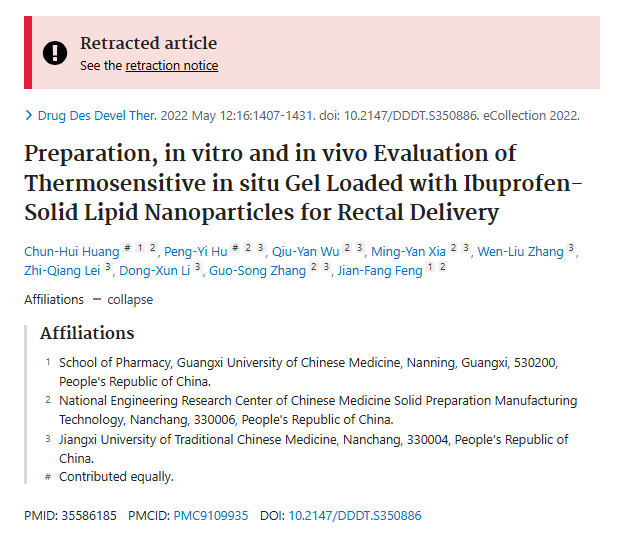 Retracted article
See the retraction notice
Drug Des Devel Ther. 2022 May 12:16:1407-1431. doi: 10.2147/DDDT.S350886. eCollection 2022.
Preparation, in vitro and in vivo Evaluation of
Thermosensitive in situ Gel Loaded with Ibuprofen-
Solid Lipid Nanoparticles for Rectal Delivery
Chun-Hui Huang # 1 2, Peng-Yi Hu # 2 3, Qiu-Yan Wu 2 3, Ming-Yan Xia 2 3, Wen-Liu Zhang 3,
Zhi-Qiang Lei 3, Dong-Xun Li 3, Guo-Song Zhang 2 3, Jian-Fang Feng 1 2
Affiliations — collapse
Affiliations
1 School of Pharmacy, Guangxi University of Chinese Medicine, Nanning, Guangxi, 530200,
People's Republic of China.
2 National Engineering Research Center of Chinese Medicine Solid Preparation Manufacturing
Technology, Nanchang, 330006, People's Republic of China.
3 Jiangxi University of Traditional Chinese Medicine, Nanchang, 330004, People's Republic of
China.
# Contributed equally.
PMID: 35586185 PMCID: PMC9109935 DOI: 10.2147/DDDT.S350886